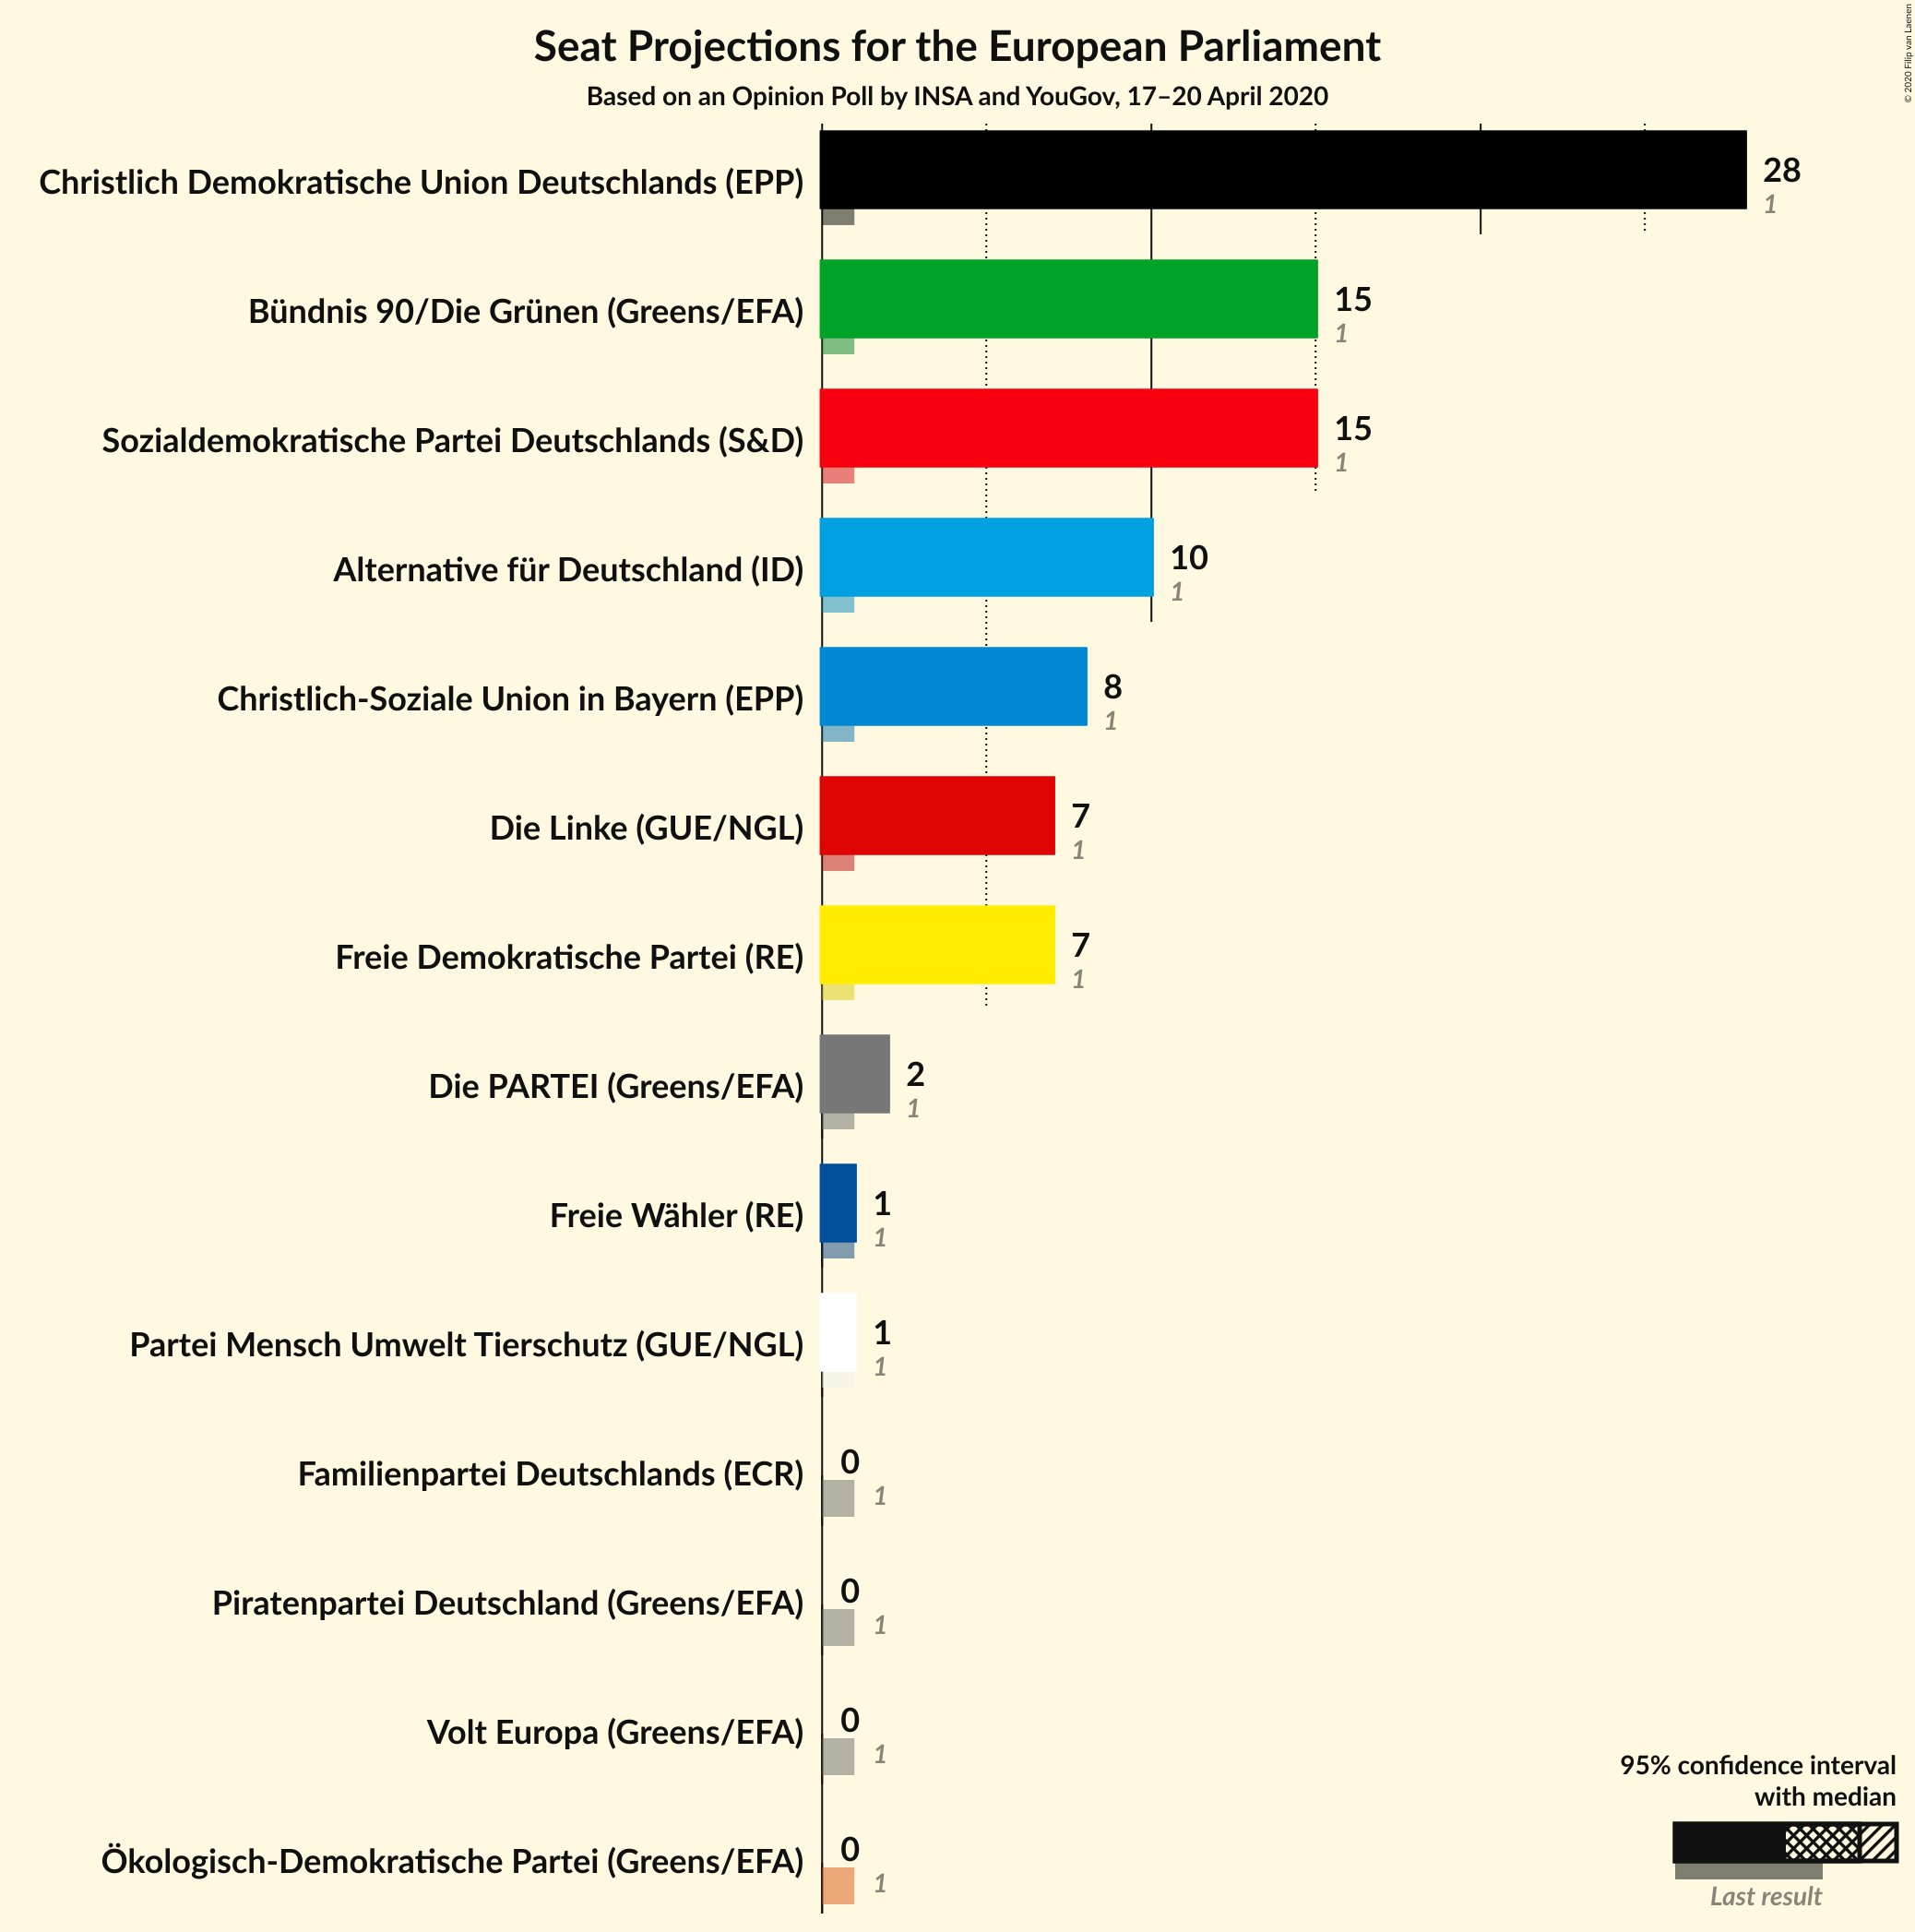 Seat Projections for the European Parliament
Based on an Opinion Poll by INSA and YouGov, 17–20 April 2020
© 2020 Filip van Laenen
Christlich Demokratische Union Deutschlands (EPP)
28
1
Bündnis 90/Die Grünen (Greens/EFA)
15
1
Sozialdemokratische Partei Deutschlands (S&D)
15
1
Alternative für Deutschland (ID)
10
1
Christlich-Soziale Union in Bayern (EPP)
8
1
Die Linke (GUE/NGL)
7
1
Freie Demokratische Partei (RE)
7
1
Die PARTEI (Greens/EFA)
2
1
Freie Wähler (RE)
1
1
Partei Mensch Umwelt Tierschutz (GUE/NGL)
1
1
Familienpartei Deutschlands (ECR)
0
1
Piratenpartei Deutschland (Greens/EFA)
0
1
Volt Europa (Greens/EFA)
0
1
Ökologisch-Demokratische Partei (Greens/EFA)
0
1
95% confidence interval
with median
Last result